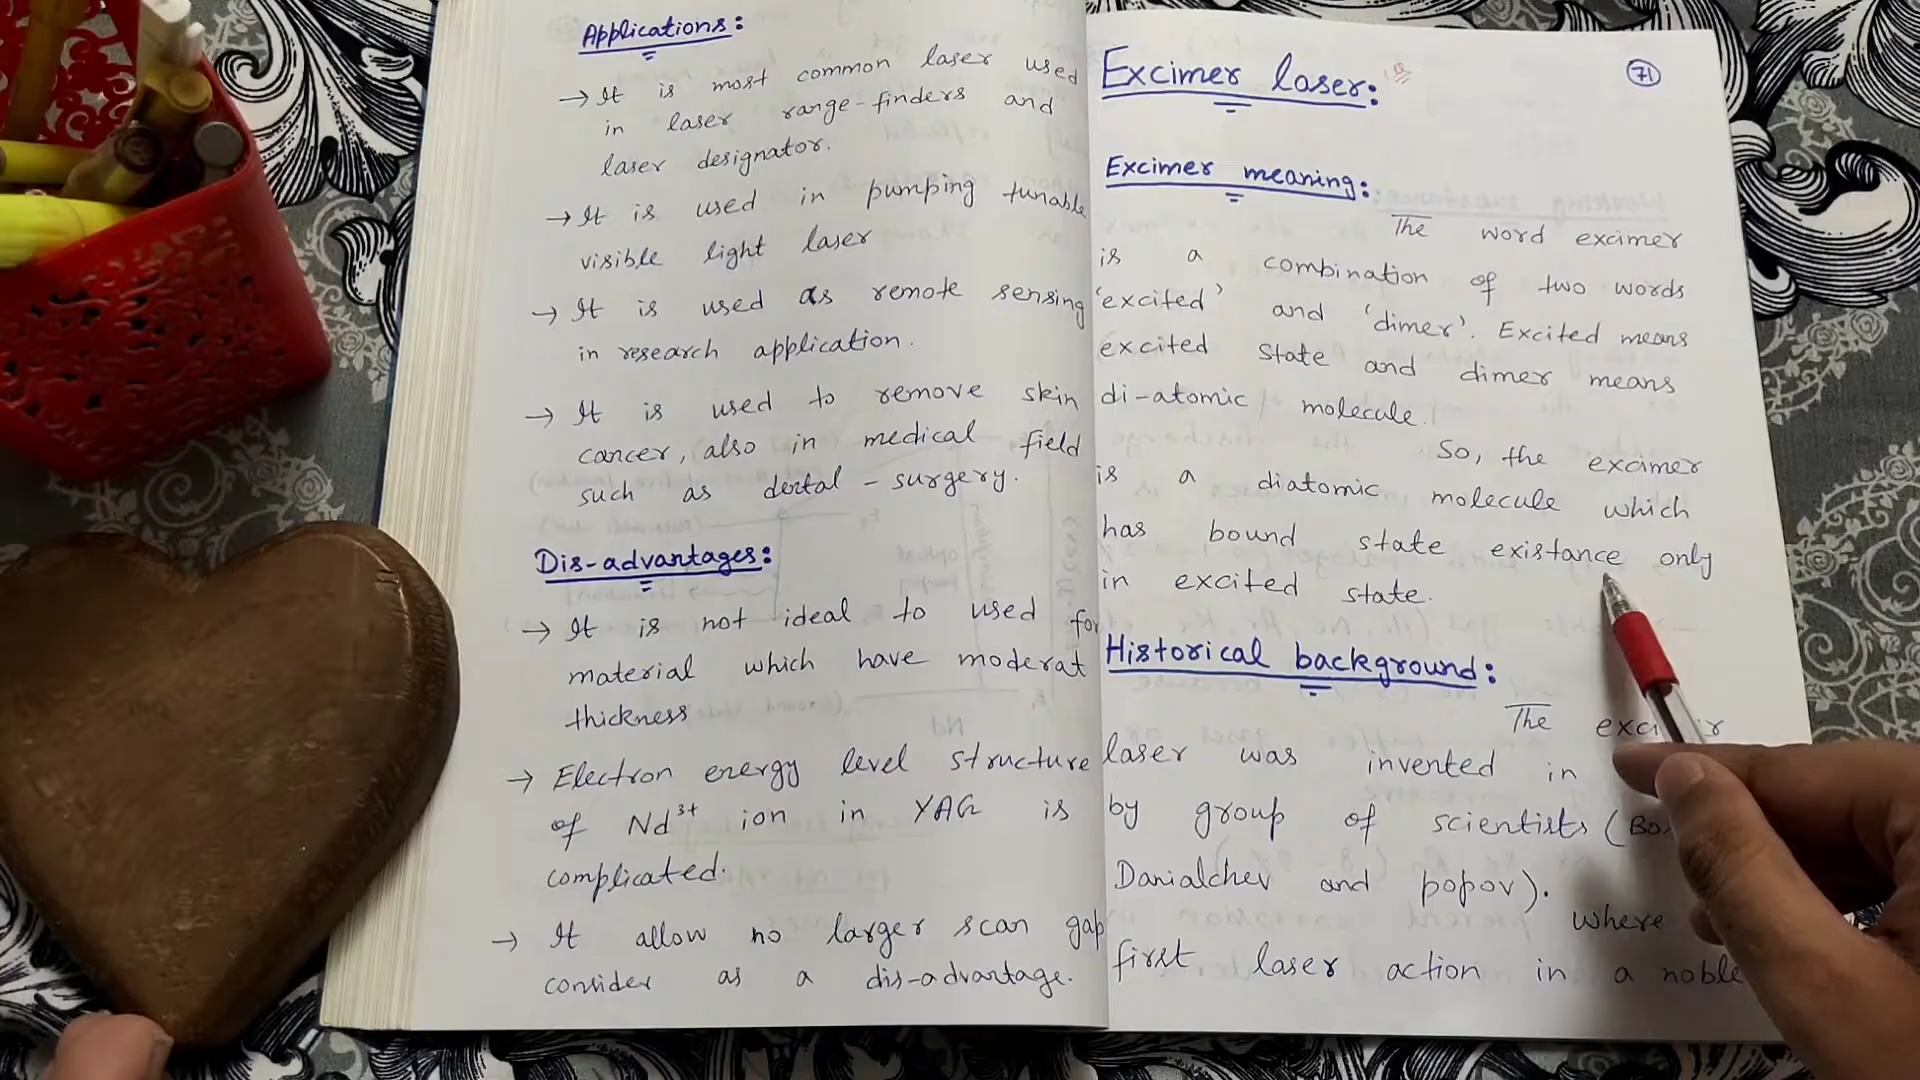 Applications:
→ It is most common laser used
in laser range-finders and
laser designator.
→ It is used in pumping tunable
visible light laser
→ It is used as remote sensing
in research application.
→ It is used to remove skin
cancer, also in medical field
such as dertal - surgery.
Dis-advantages:
→ It is not ideal to used for
material which have moderat
thickness
→ Electron energy level structure
of Nd³⁺ ion in YAG is
complicated.
→ It allow no larger scan gap
consider as a dis-advantage.
71
Excimer laser:
Excimer meaning:
The word excimer
is a combination of two words
'excited' and 'dimer'. Excited means
excited state and dimer means
di-atomic molecule.
So, the excimer
is a diatomic molecule which
has bound state existance only
in excited state.
Historical background:
The
laser was invented in
by group of scientists (
Danialchev and popov).
where
first laser action in a noble